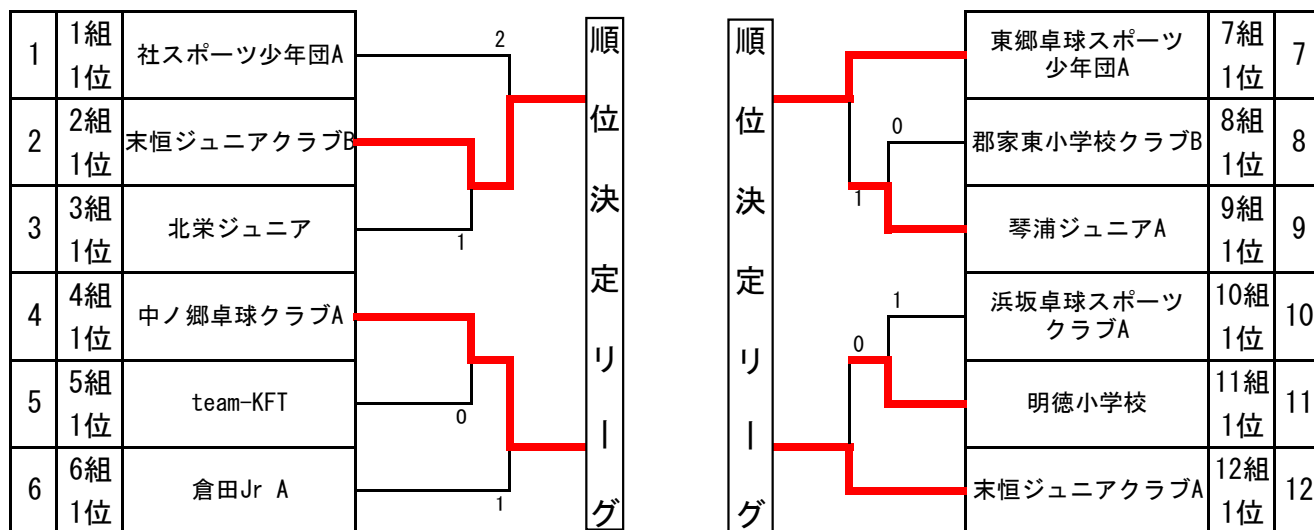 1
1組
1位
社スポーツ少年団A
2
2
2組
1位
末恒ジュニアクラブB
3
3組
1位
北栄ジュニア
1
4
4組
1位
中ノ郷卓球クラブA
5
5組
1位
team-KFT
0
6
6組
1位
倉田Jr A
1
順位決定リーグ
順位決定リーグ
東郷卓球スポーツ
少年団A
7組
1位
7
0
郡家東小学校クラブB
8組
1位
8
1
琴浦ジュニアA
9組
1位
9
1
浜坂卓球スポーツ
クラブA
10組
1位
10
0
明徳小学校
11組
1位
11
末恒ジュニアクラブA
12組
1位
12